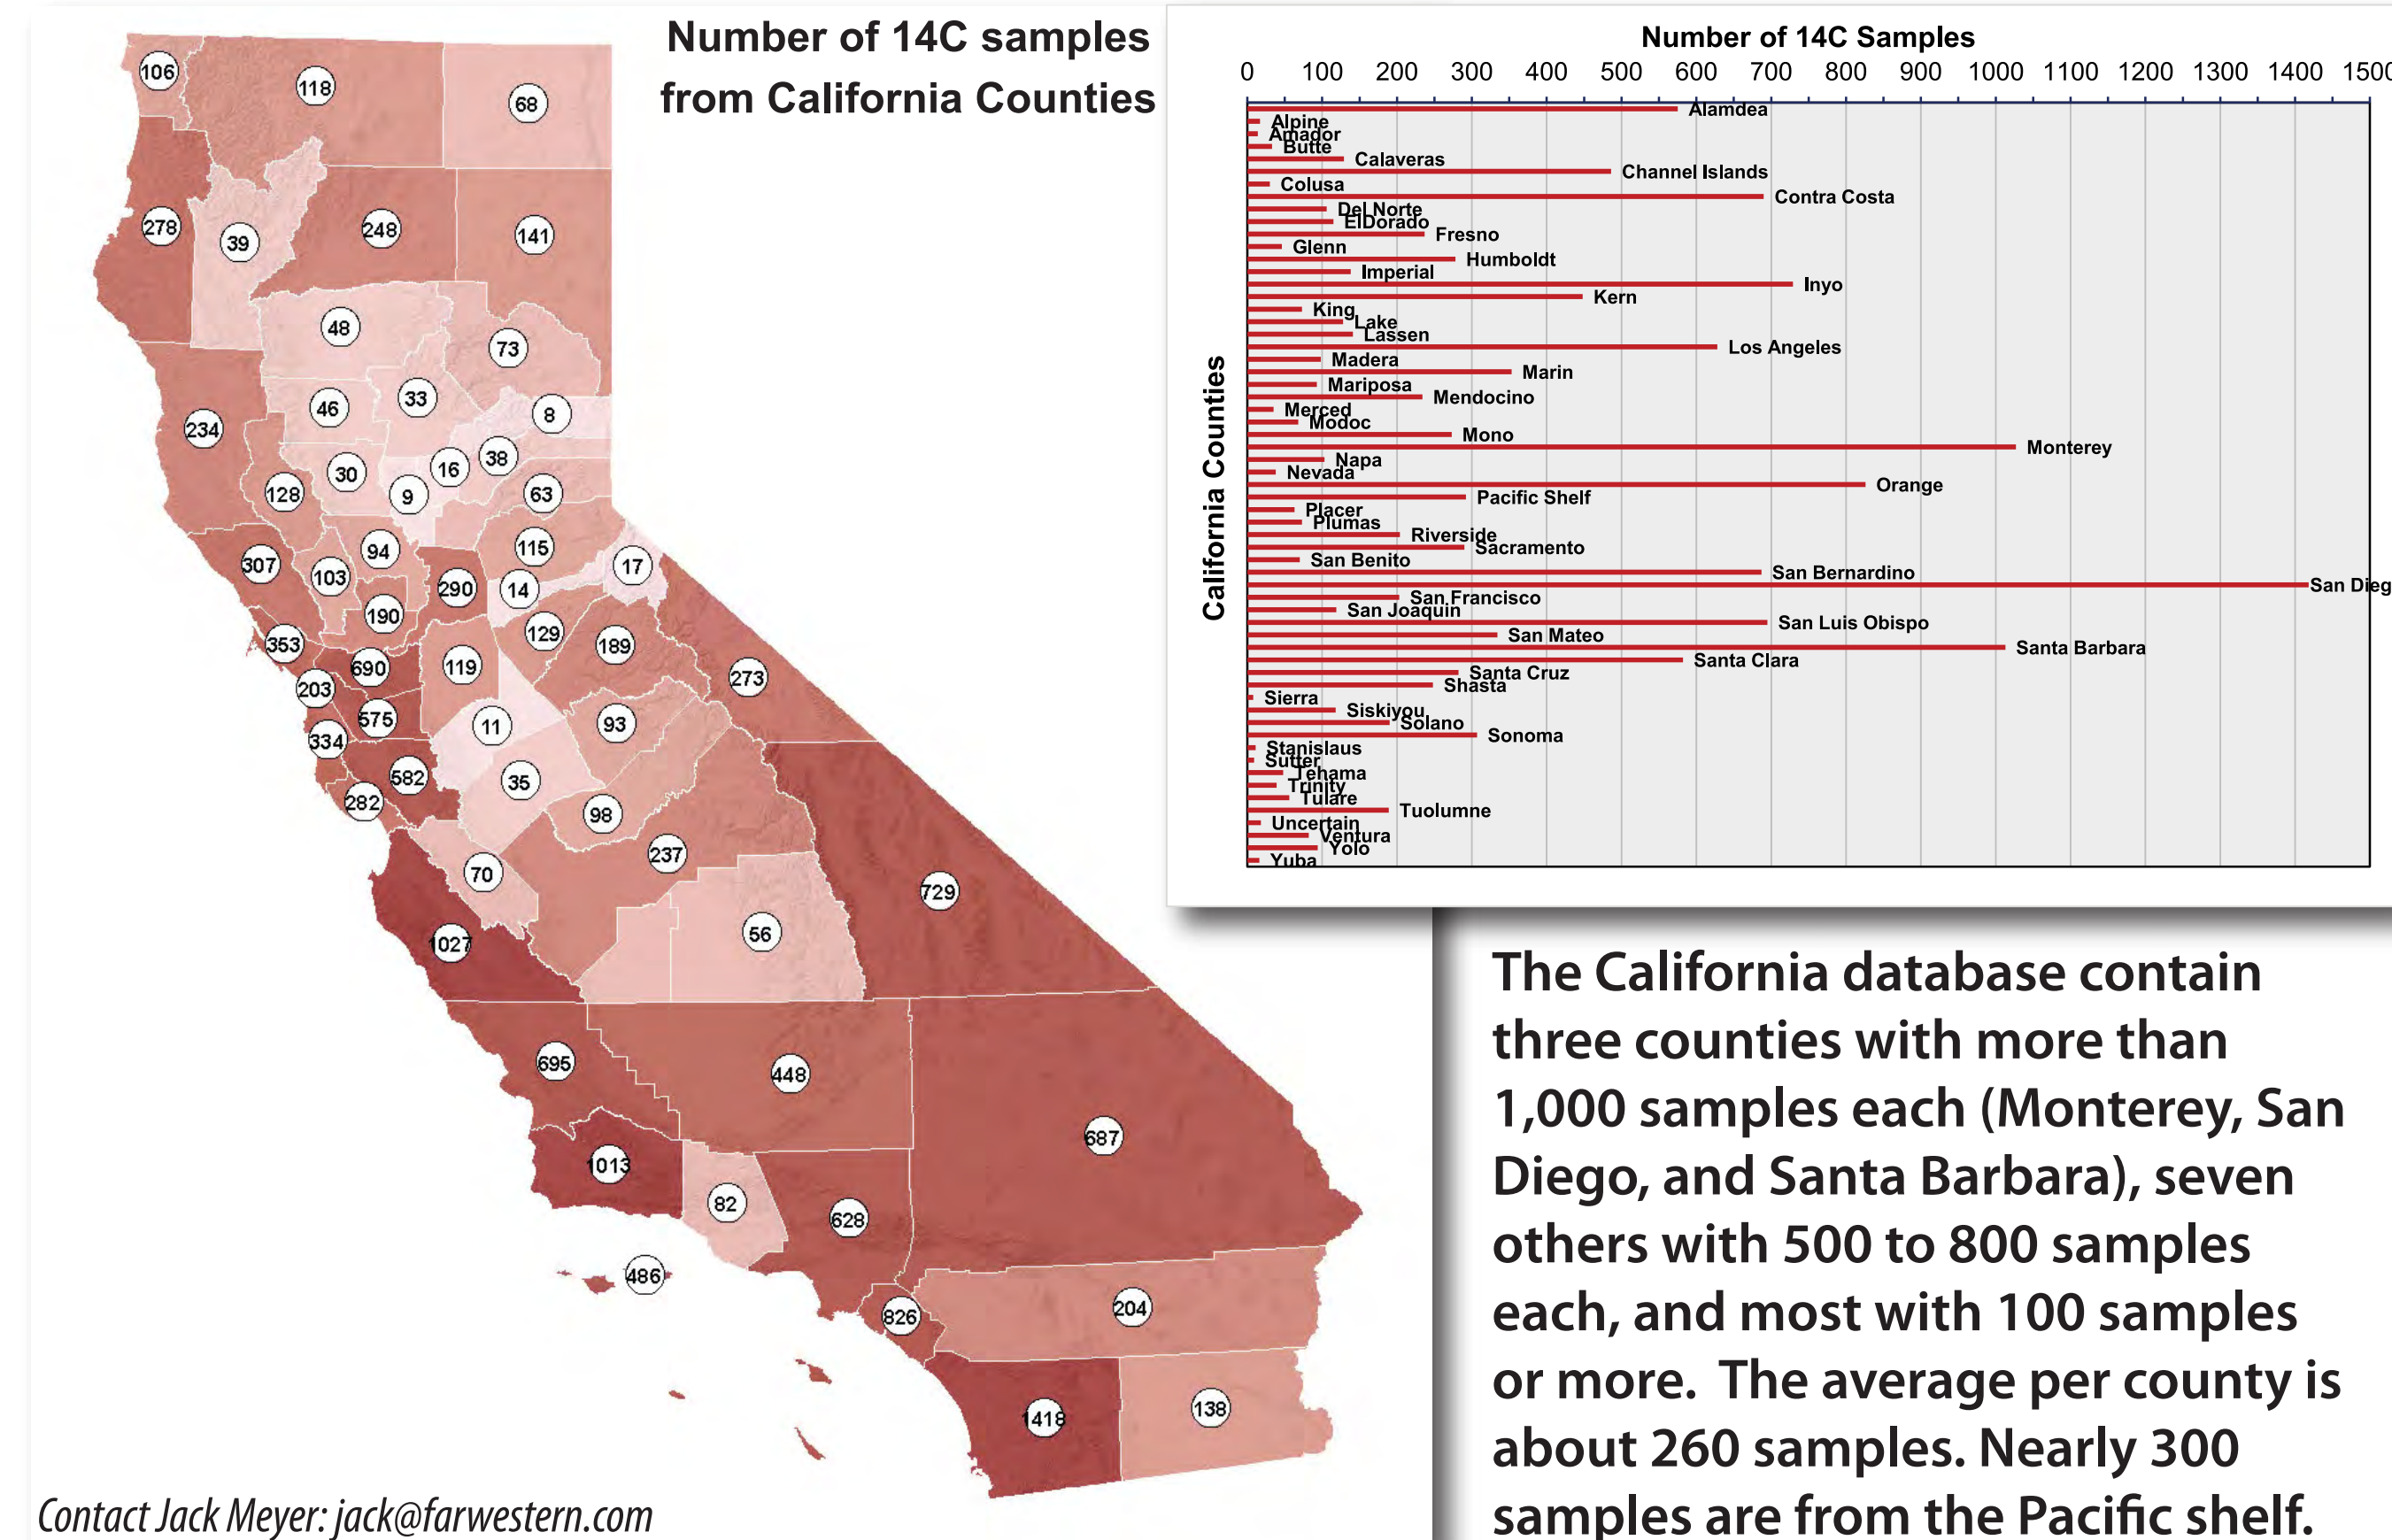 Number of 14C samples
from California Counties
106
118
68
278
39
248
141
48
73
46
33
8
234
30
16
38
128
9
63
94
115
307
103
290
14
17
190
353
129
189
690
119
203
273
575
11
93
334
582
35
282
98
70
237
729
1027
56
695
448
1013
687
82
628
486
204
826
1418
138
Contact Jack Meyer: jack@farwestern.com
Number of 14C Samples
0 100 200 300 400 500 600 700 800 900 1000 1100 1200 1300 1400 1500
California Counties
Alamdea
Alpine
Amador
Butte
Calaveras
Channel Islands
Colusa
Contra Costa
Del Norte
ElDorado
Fresno
Glenn
Humboldt
Imperial
Inyo
Kern
King
Lake
Lassen
Los Angeles
Madera
Marin
Mariposa
Mendocino
Merced
Modoc
Mono
Monterey
Napa
Nevada
Orange
Pacific Shelf
Placer
Plumas
Riverside
Sacramento
San Benito
San Bernardino
San Dieg
San Francisco
San Joaquin
San Luis Obispo
San Mateo
Santa Barbara
Santa Clara
Santa Cruz
Shasta
Sierra
Siskiyou
Solano
Sonoma
Stanislaus
Sutter
Tehama
Trinity
Tulare
Tuolumne
Uncertain
Ventura
Yolo
Yuba
The California database contain
three counties with more than
1,000 samples each (Monterey, San
Diego, and Santa Barbara), seven
others with 500 to 800 samples
each, and most with 100 samples
or more. The average per county is
about 260 samples. Nearly 300
samples are from the Pacific shelf.